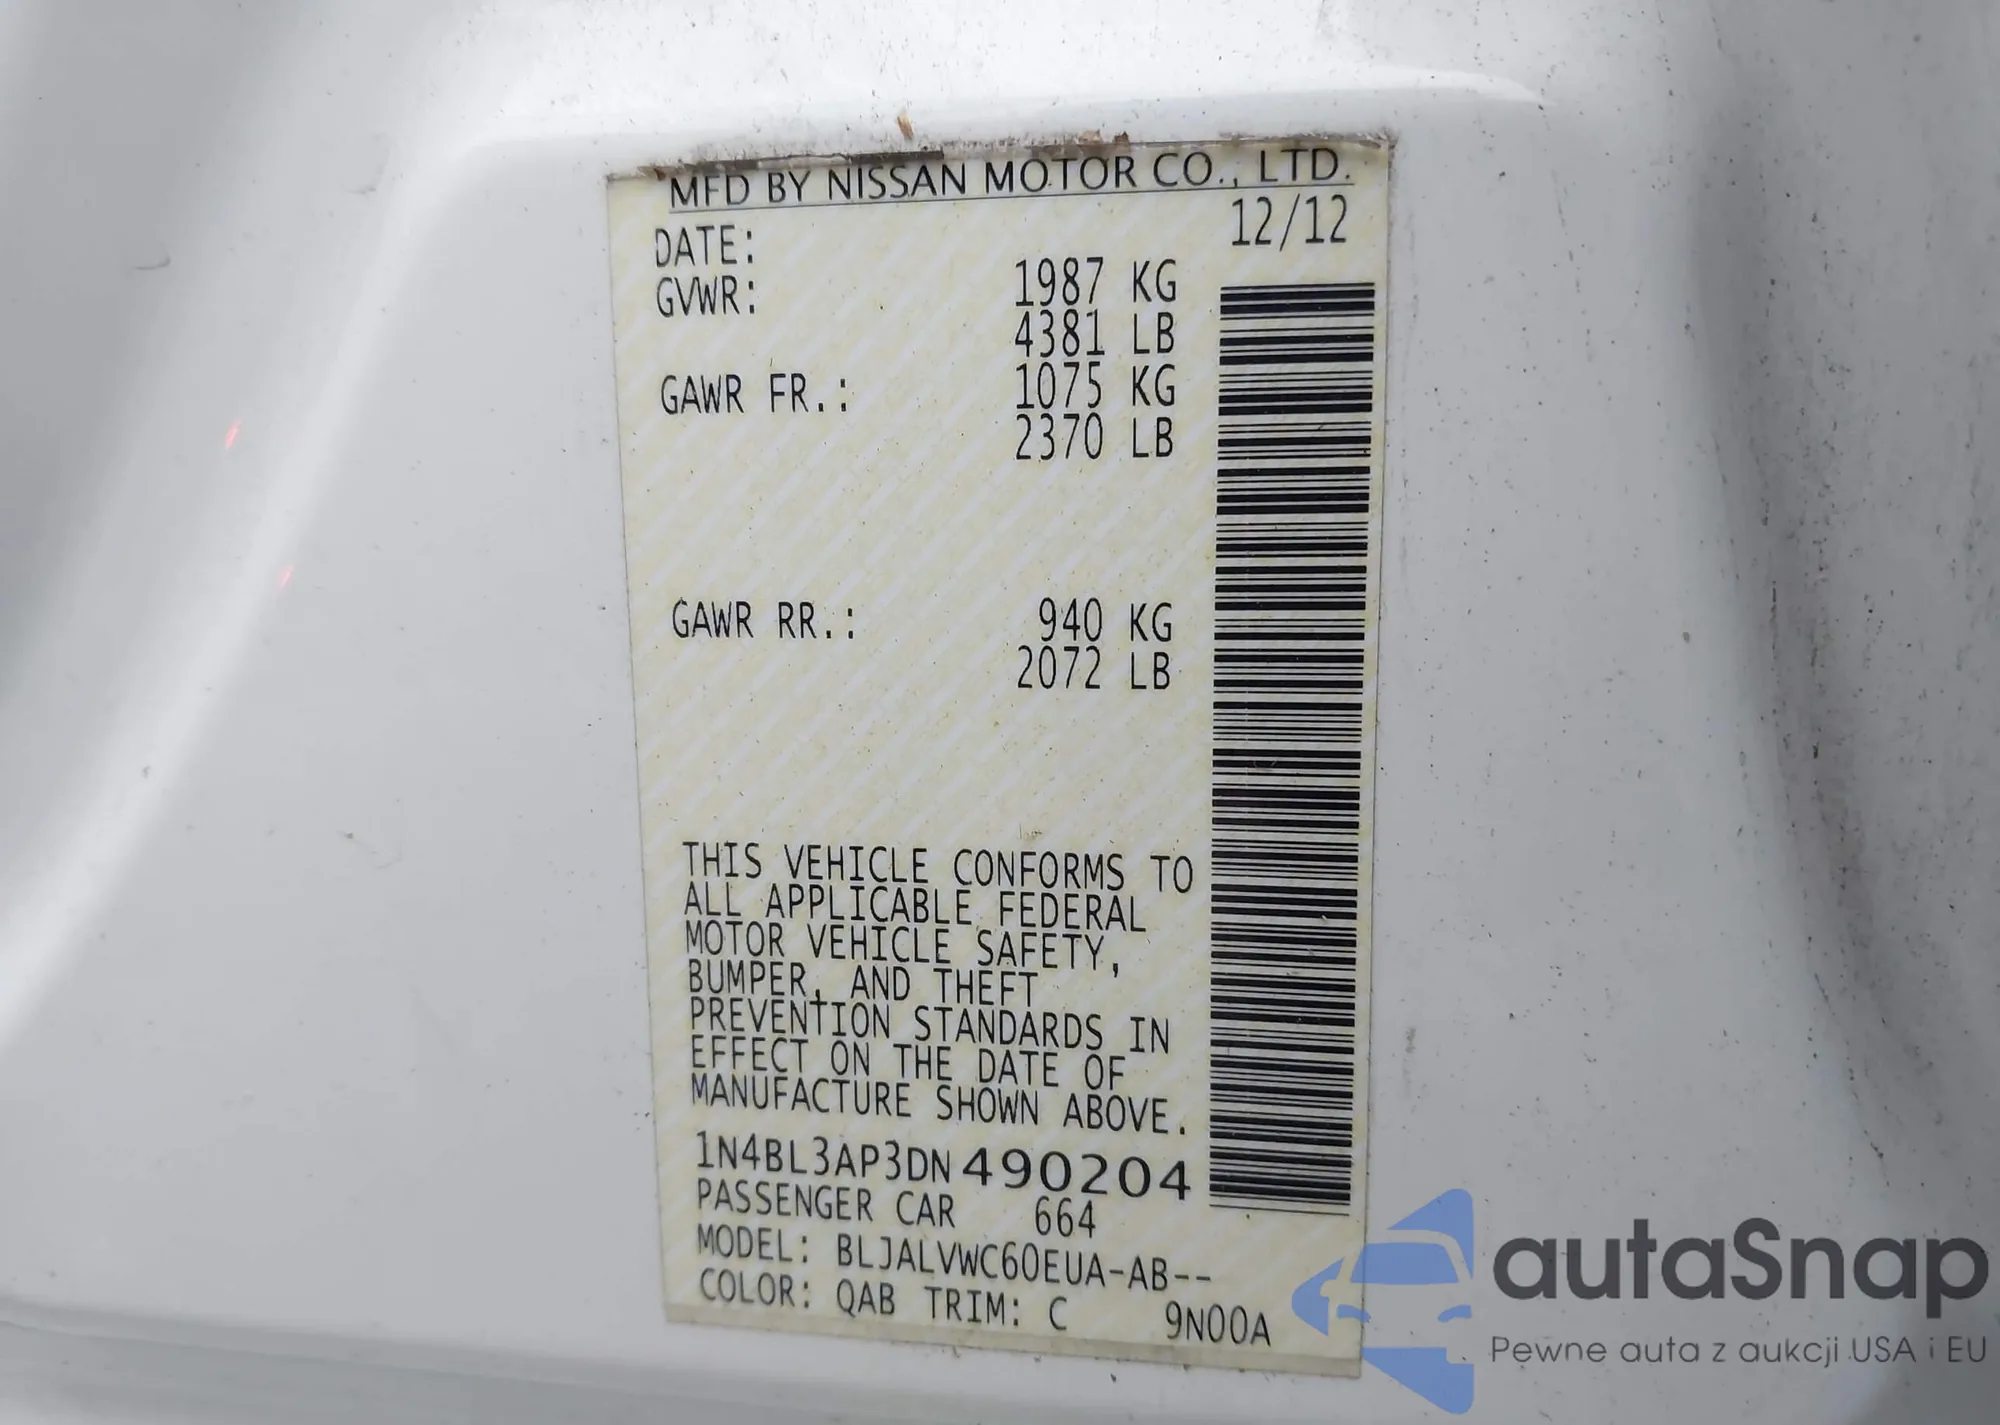 MFD BY NISSAN MOTOR CO., LTD.
DATE: 12/12
GVWR: 1987 KG
4381 LB
GAWR FR.: 1075 KG
2370 LB
GAWR RR.: 940 KG
2072 LB
THIS VEHICLE CONFORMS TO
ALL APPLICABLE FEDERAL
MOTOR VEHICLE SAFETY,
BUMPER, AND THEFT
PREVENTION STANDARDS IN
EFFECT ON THE DATE OF
MANUFACTURE SHOWN ABOVE.
1N4BL3AP3DN490204
PASSENGER CAR 664
MODEL: BLJALVWC60EUA-AB--
COLOR: QAB TRIM: C 9N00A
autaSnap
Pewne auta z aukcji USA i EU